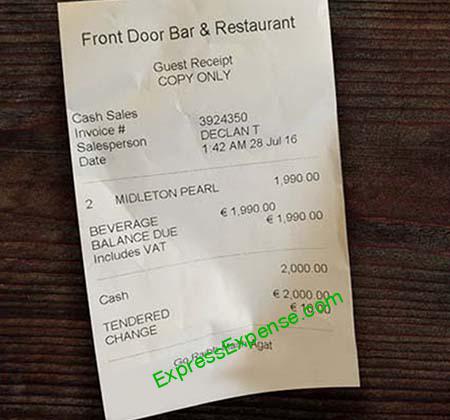 Front Door Bar & Restaurant
Guest Receipt
COPY ONLY
Cash Sales
Invoice # 3924350
Salesperson DECLAN T
Date 1:42 AM 28 Jul 16
2 MIDLETON PEARL 1,990.00
BEVERAGE € 1,990.00
BALANCE DUE € 1,990.00
Includes VAT
Cash 2,000.00
TENDERED € 2,000.00
CHANGE € 10.00
Go Raibh Agat
ExpressExpense.com